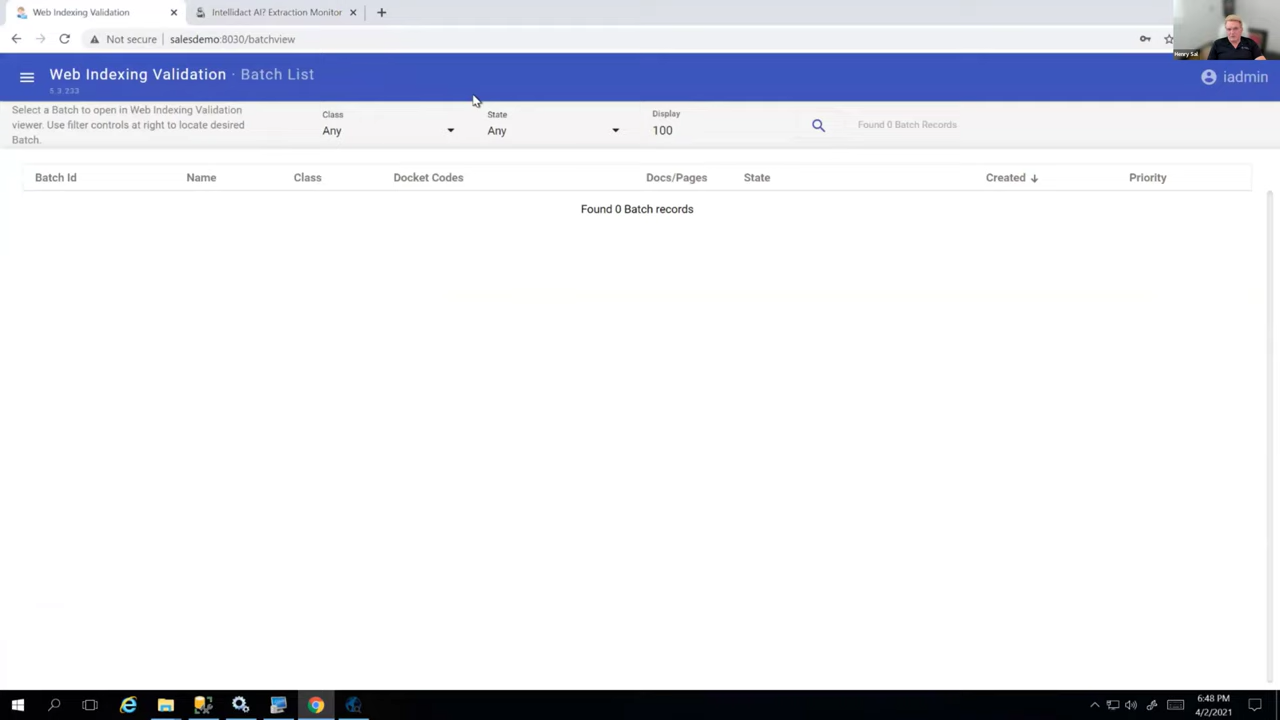 Web Indexing Validation
Intellidact AI? Extraction Monitor
Not secure
salesdemo:8030/batchview
Henry Sal
Web Indexing Validation · Batch List
5.3.233
iadmin
Select a Batch to open in Web Indexing Validation
viewer. Use filter controls at right to locate desired
Batch.
Class
Any
State
Any
Display
100
Found 0 Batch Records
Batch Id
Name
Class
Docket Codes
Docs/Pages
State
Created
Priority
Found 0 Batch records
6:48 PM
4/2/2021